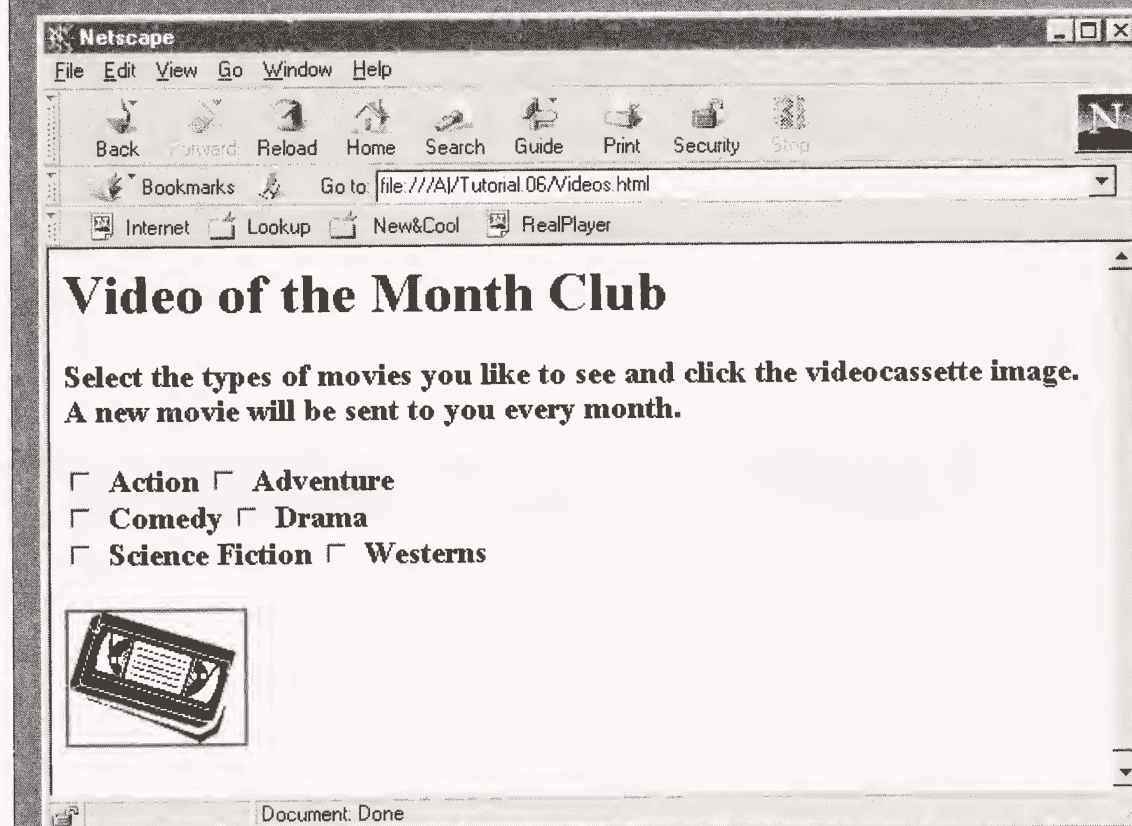 Netscape
File Edit View Go Window Help
N
Back Forward Reload Home Search Guide Print Security Stop
Bookmarks Go to: file:///A|/Tutorial.06/Videos.html
Internet Lookup New&Cool RealPlayer
Video of the Month Club
Select the types of movies you like to see and click the videocassette image.
A new movie will be sent to you every month.
Action Adventure
Comedy Drama
Science Fiction Westerns
Document: Done